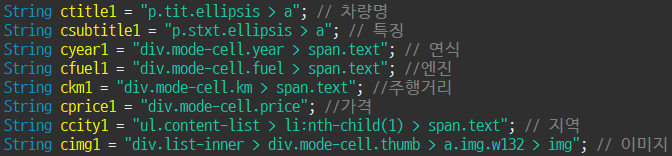 String ctitle1 = "p.tit.ellipsis > a"; // 차량명
String csubtitle1 = "p.stxt.ellipsis > a"; // 특징
String cyear1 = "div.mode-cell.year > span.text"; // 연식
String cfuel1 = "div.mode-cell.fuel > span.text"; //엔진
String ckm1 = "div.mode-cell.km > span.text"; //주행거리
String cprice1 = "div.mode-cell.price"; //가격
String ccity1 = "ul.content-list > li:nth-child(1) > span.text"; // 지역
String cimg1 = "div.list-inner > div.mode-cell.thumb > a.img.w132 > img"; // 이미지